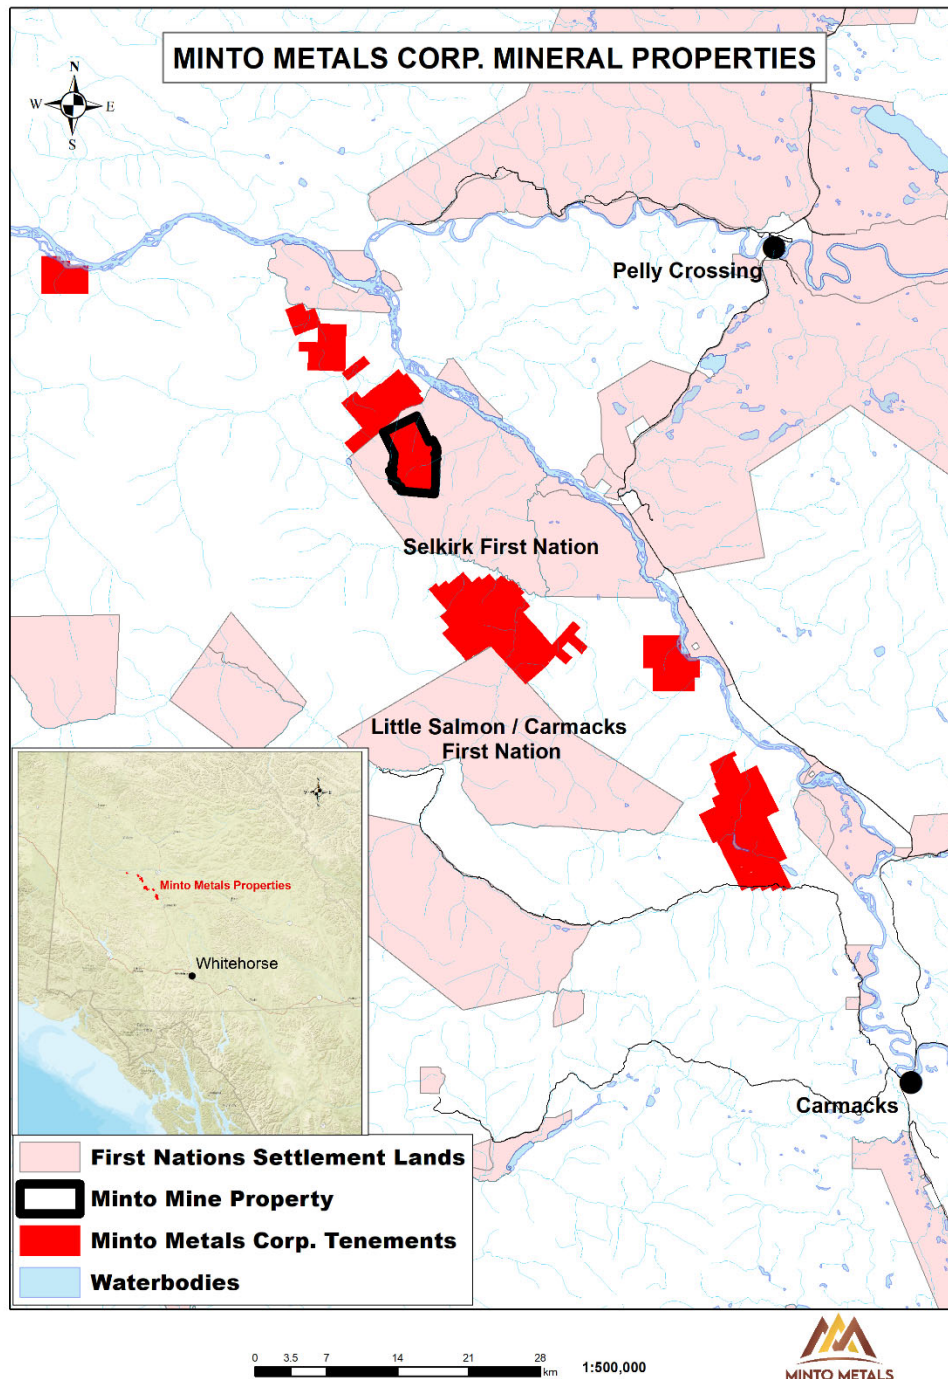 MINTO METALS CORP. MINERAL PROPERTIES
N
W
E
S
Pelly Crossing
Selkirk First Nation
Little Salmon / Carmacks
First Nation
Minto Metals Properties
Whitehorse
Carmacks
First Nations Settlement Lands
Minto Mine Property
Minto Metals Corp. Tenements
Waterbodies
0 3.5 7 14 21 28
km
1:500,000
MINTO METALS